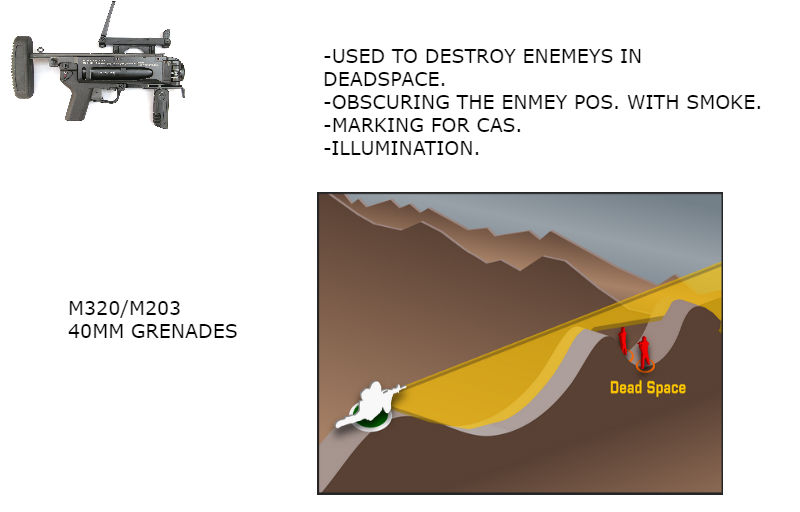 -USED TO DESTROY ENEMEYS IN
DEADSPACE.
-OBSCURING THE ENMEY POS. WITH SMOKE.
-MARKING FOR CAS.
-ILLUMINATION.
M320/M203
40MM GRENADES
Dead Space